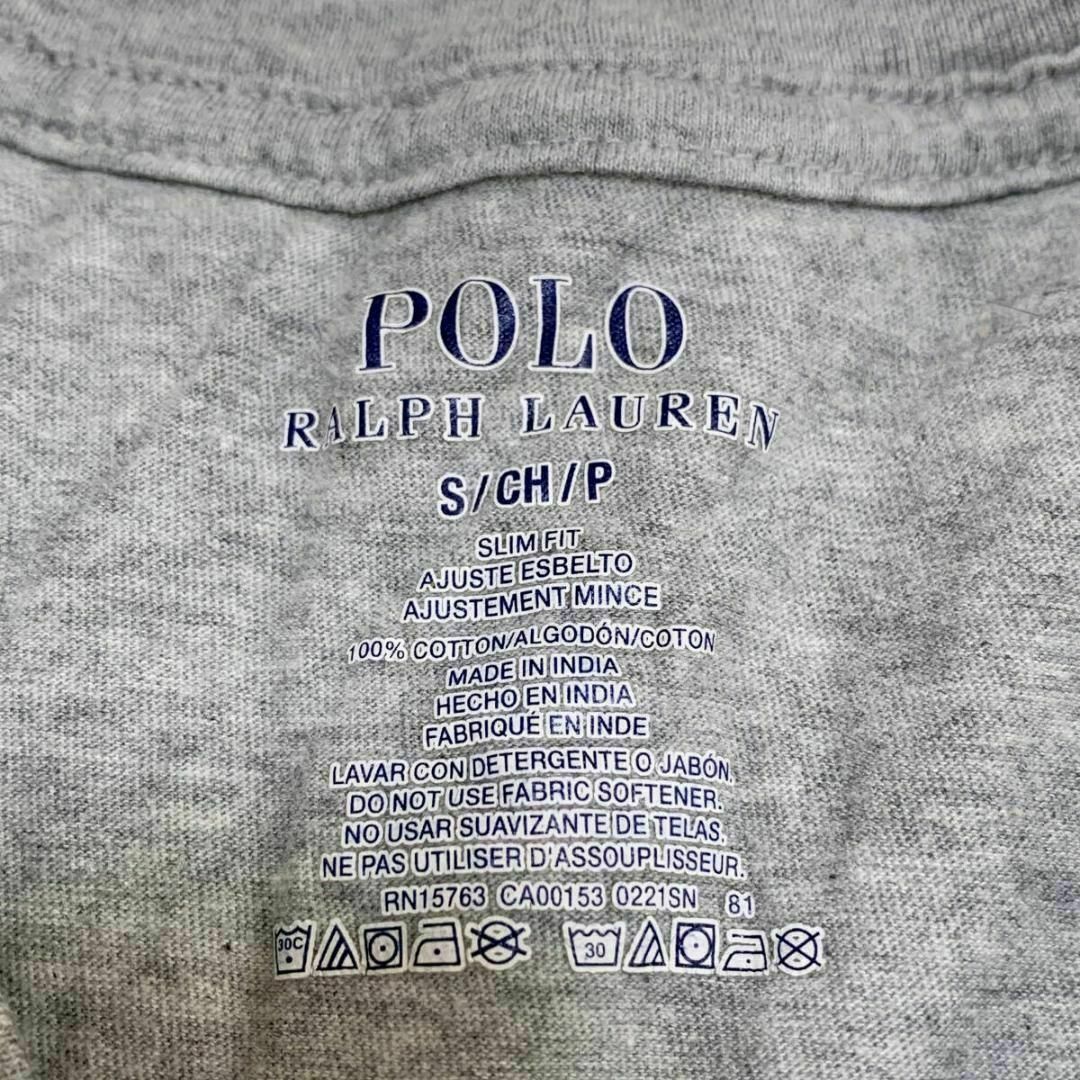 POLO
RALPH LAUREN
S/CH/P
SLIM FIT
AJUSTE ESBELTO
AJUSTEMENT MINCE
100% COTTON/ALGODÓN/COTON
MADE IN INDIA
HECHO EN INDIA
FABRIQUÉ EN INDE
LAVAR CON DETERGENTE O JABÓN.
DO NOT USE FABRIC SOFTENER.
NO USAR SUAVIZANTE DE TELAS.
NE PAS UTILISER D'ASSOUPLISSEUR.
RN15763 CA00153 0221SN 81
30C 30